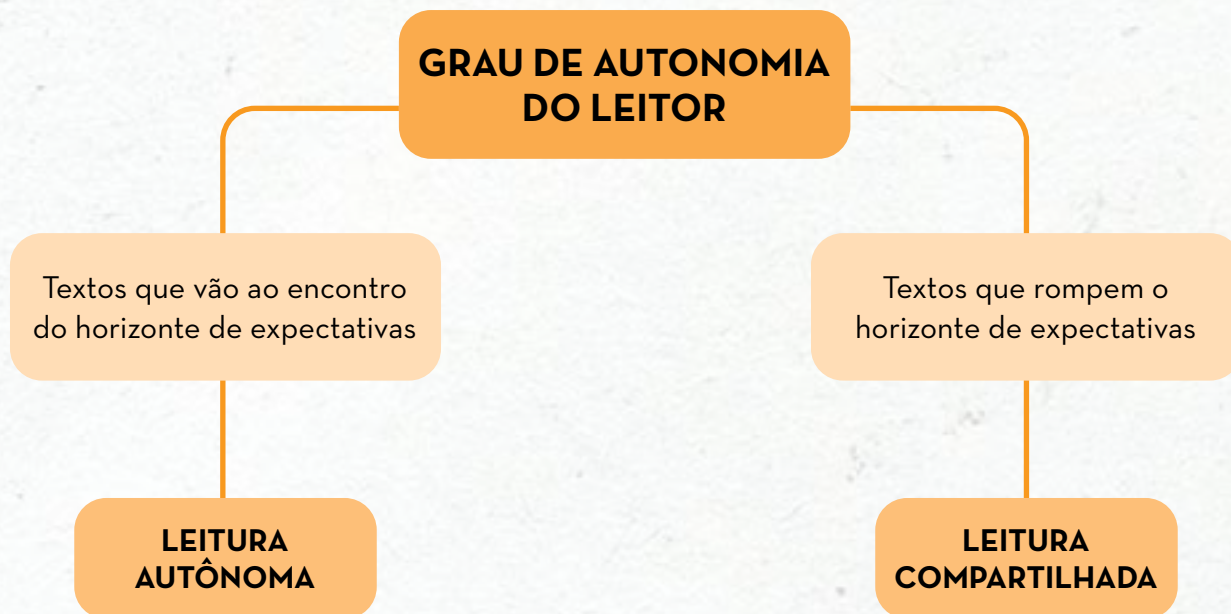 GRAU DE AUTONOMIA
DO LEITOR
Textos que vão ao encontro
do horizonte de expectativas
Textos que rompem o
horizonte de expectativas
LEITURA
AUTÔNOMA
LEITURA
COMPARTILHADA